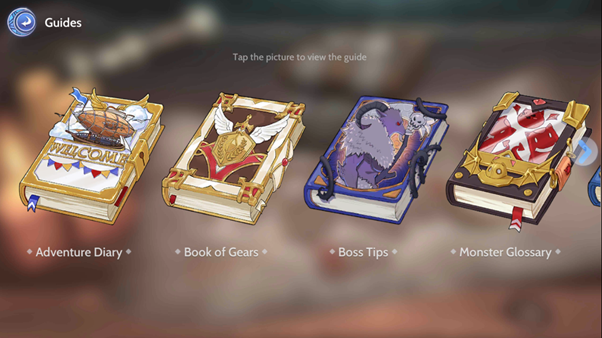 Guides
Tap the picture to view the guide
WELCOME
Adventure Diary
Book of Gears
Boss Tips
Monster Glossary